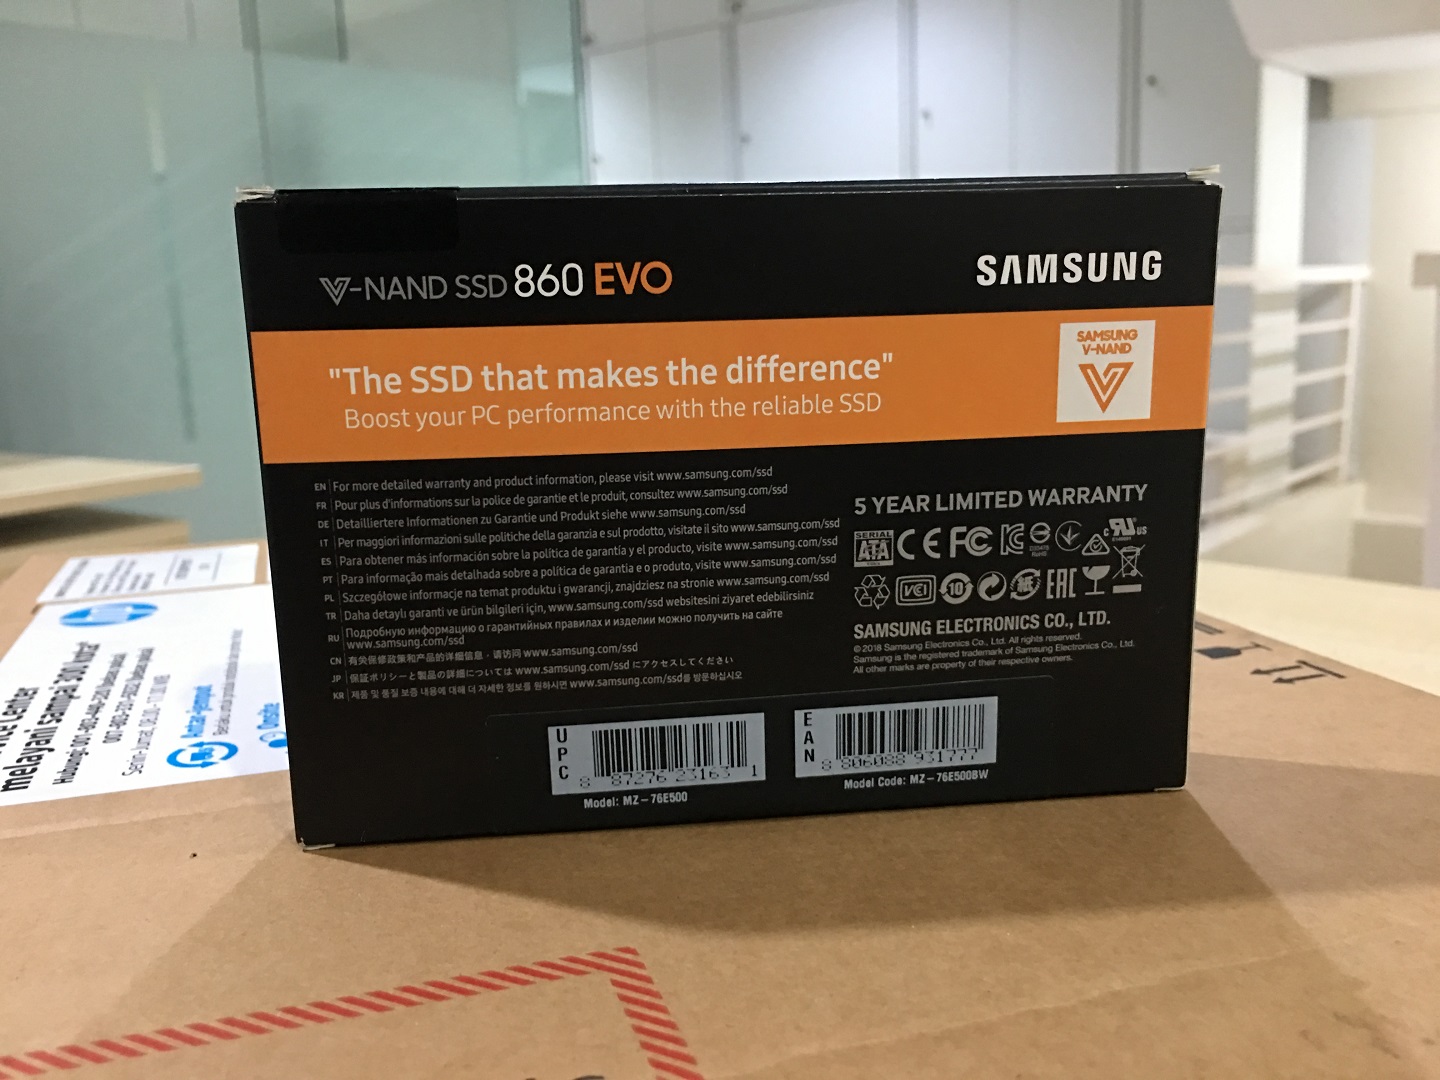 V-NAND SSD 860 EVO
SAMSUNG
"The SSD that makes the difference"
Boost your PC performance with the reliable SSD
SAMSUNG
V-NAND
EN For more detailed warranty and product information, please visit www.samsung.com/ssd
FR Pour plus d'informations sur la police de garantie et le produit, consultez www.samsung.com/ssd
DE Detailliertere Informationen zu Garantie und Produkt siehe www.samsung.com/ssd
IT Per maggiori informazioni sulle politiche della garanzia e sul prodotto, visitate il sito www.samsung.com/ssd
ES Para obtener más información sobre la política de garantía y el producto, visite www.samsung.com/ssd
PT Para informação mais detalhada sobre a política de garantia e o produto, visite www.samsung.com/ssd
PL Szczegółowe informacje na temat produktu i gwarancji, znajdziesz na stronie www.samsung.com/ssd
TR Daha detaylı garanti ve ürün bilgileri için, www.samsung.com/ssd websitesini ziyaret edebilirsiniz
RU Подробную информацию о гарантийных правилах и изделии можно получить на сайте
www.samsung.com/ssd
CN 有关保修政策和产品的详细信息，请访问 www.samsung.com/ssd
JP 保証ポリシーと製品の詳細については www.samsung.com/ssd にアクセスしてください
KR 제품 및 품질 보증 내용에 대해 더 자세한 정보를 원하시면 www.samsung.com/ssd를 방문하십시오
5 YEAR LIMITED WARRANTY
SERIAL
ATA
CE FC
c RU US
VCI 10 EAC
SAMSUNG ELECTRONICS CO., LTD.
©2018 Samsung Electronics Co., Ltd. All rights reserved.
Samsung is the registered trademark of Samsung Electronics Co., Ltd.
All other marks are property of their respective owners.
UPC
8 87276 23163 1
Model: MZ-76E500
EAN
8 806088 931777
Model Code: MZ-76E500BW
hp
melayani sampai
Antar-jemput
Onsite